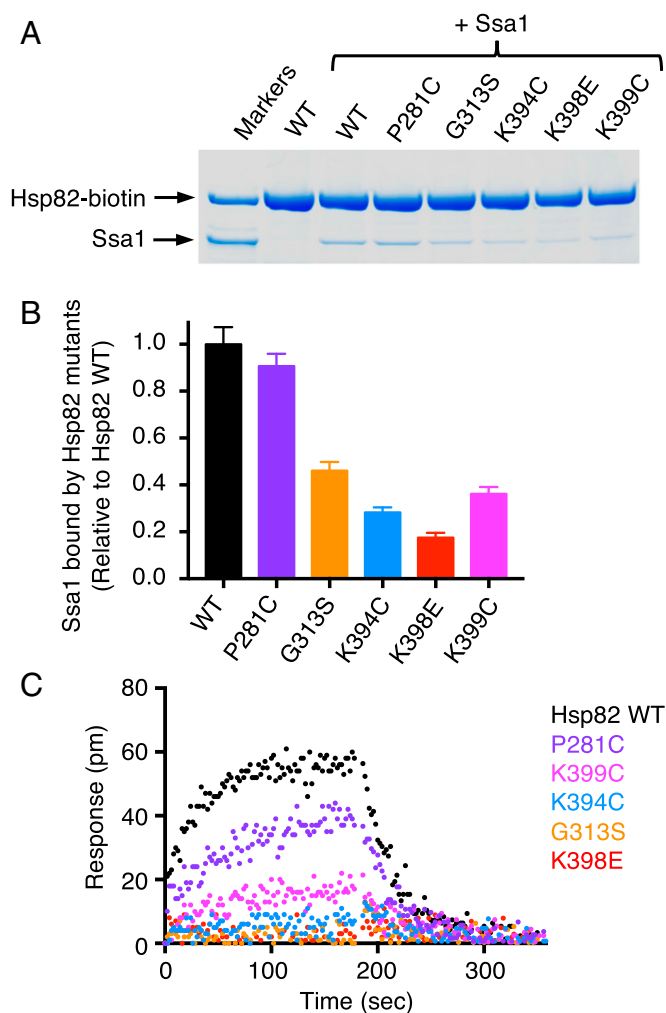 A
+ Ssa1
Markers
WT
WT
P281C
G313S
K394C
K398E
K399C
Hsp82-biotin
Ssa1
B
Ssa1 bound by Hsp82 mutants
(Relative to Hsp82 WT)
1.0
0.8
0.6
0.4
0.2
0.0
WT
P281C
G313S
K394C
K398E
K399C
C
Response (pm)
80
60
40
20
0
0
100
200
300
Time (sec)
Hsp82 WT
P281C
K399C
K394C
G313S
K398E